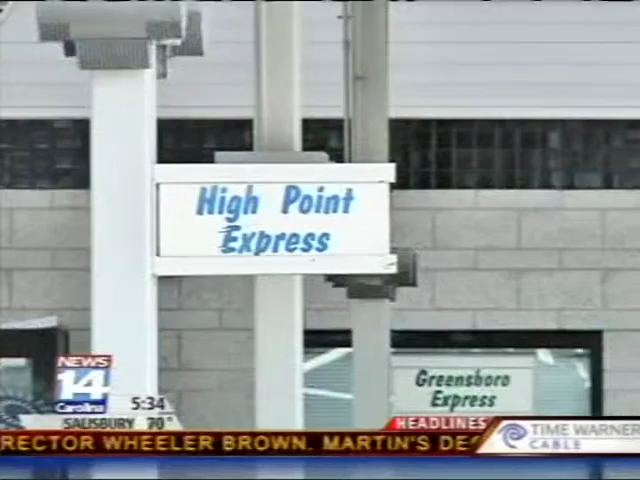 High Point
Express
Greensboro
Express
NEWS
14
Carolina
5:34
SALISBURY 70°
HEADLINES
RECTOR WHEELER BROWN. MARTIN'S
TIME WARNER
CABLE